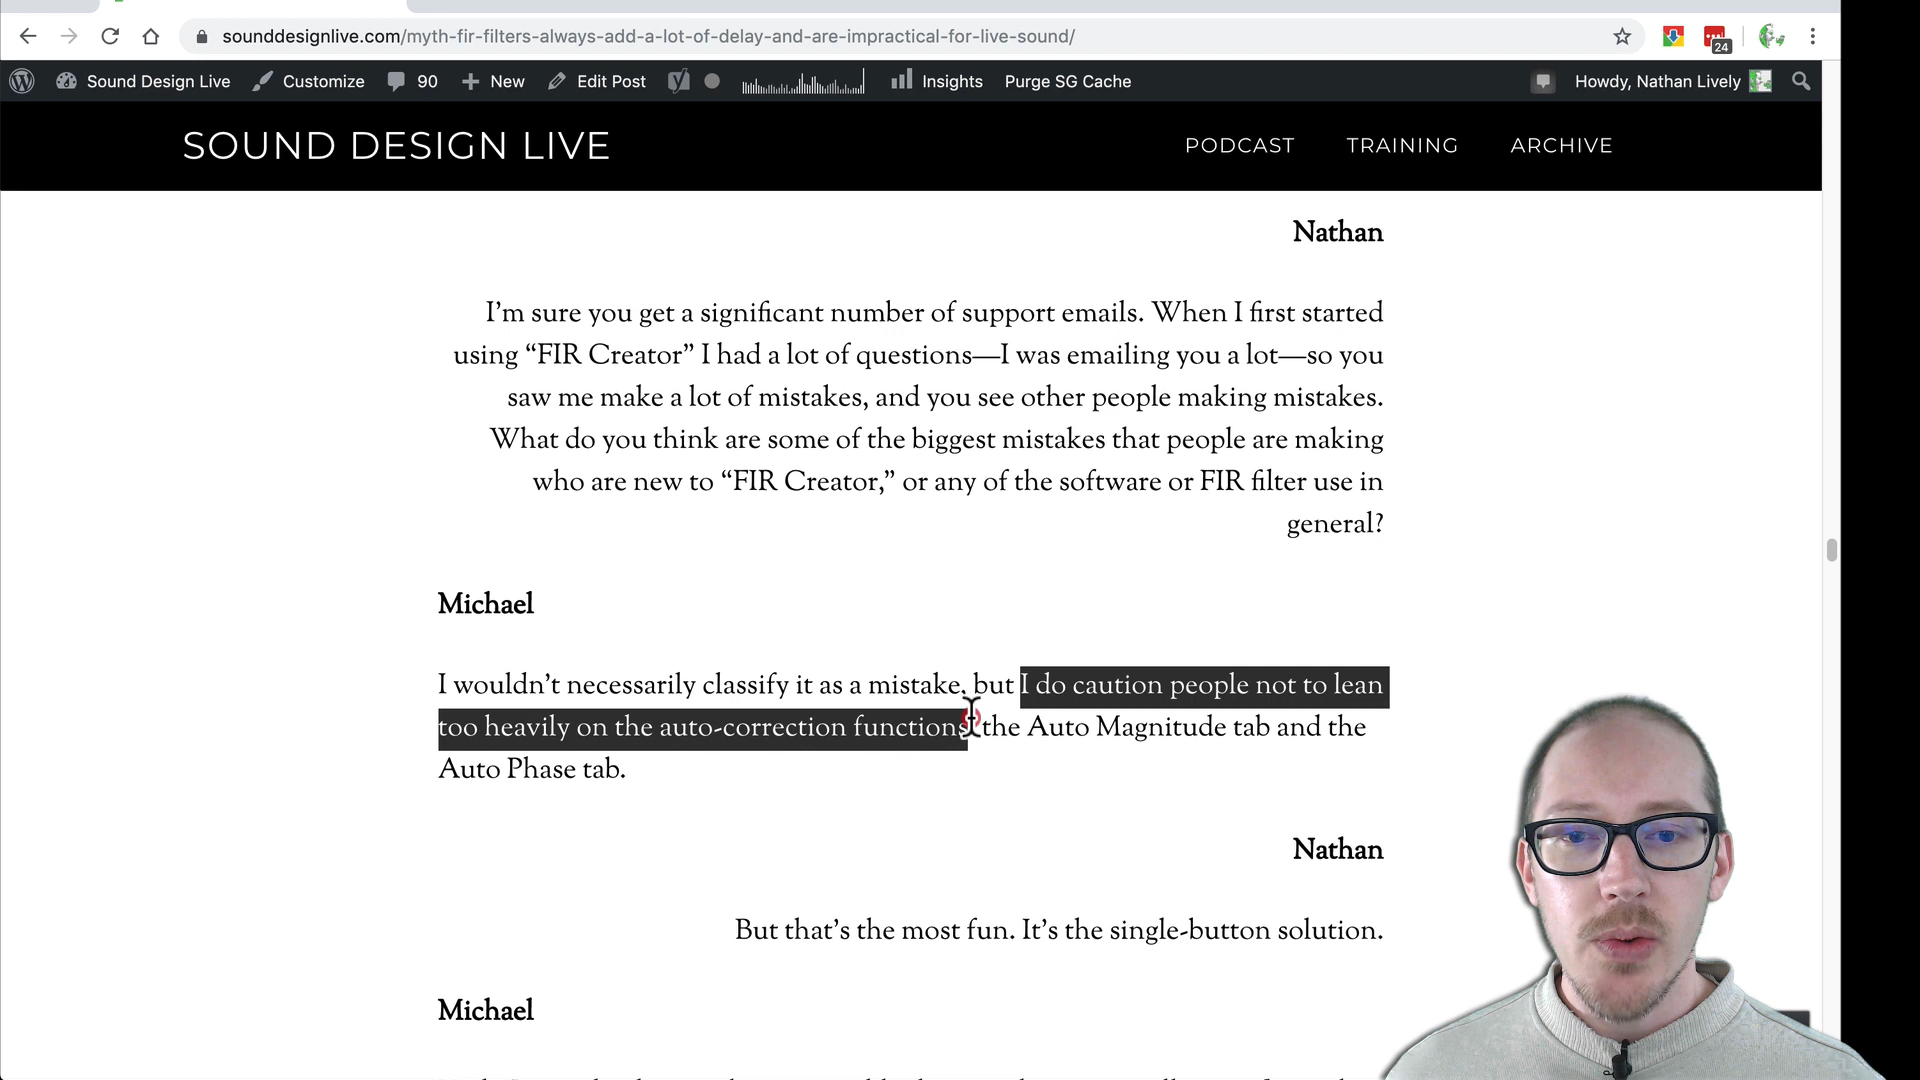 sounddesignlive.com/myth-fir-filters-always-add-a-lot-of-delay-and-are-impractical-for-live-sound/
24
Sound Design Live Customize 90 New Edit Post Insights Purge SG Cache Howdy, Nathan Lively
SOUND DESIGN LIVE PODCAST TRAINING ARCHIVE
Nathan
I’m sure you get a significant number of support emails. When I first started
using “FIR Creator” I had a lot of questions—I was emailing you a lot—so you
saw me make a lot of mistakes, and you see other people making mistakes.
What do you think are some of the biggest mistakes that people are making
who are new to “FIR Creator,” or any of the software or FIR filter use in
general?
Michael
I wouldn’t necessarily classify it as a mistake, but I do caution people not to lean
too heavily on the auto-correction functions the Auto Magnitude tab and the
Auto Phase tab.
Nathan
But that’s the most fun. It’s the single-button solution.
Michael